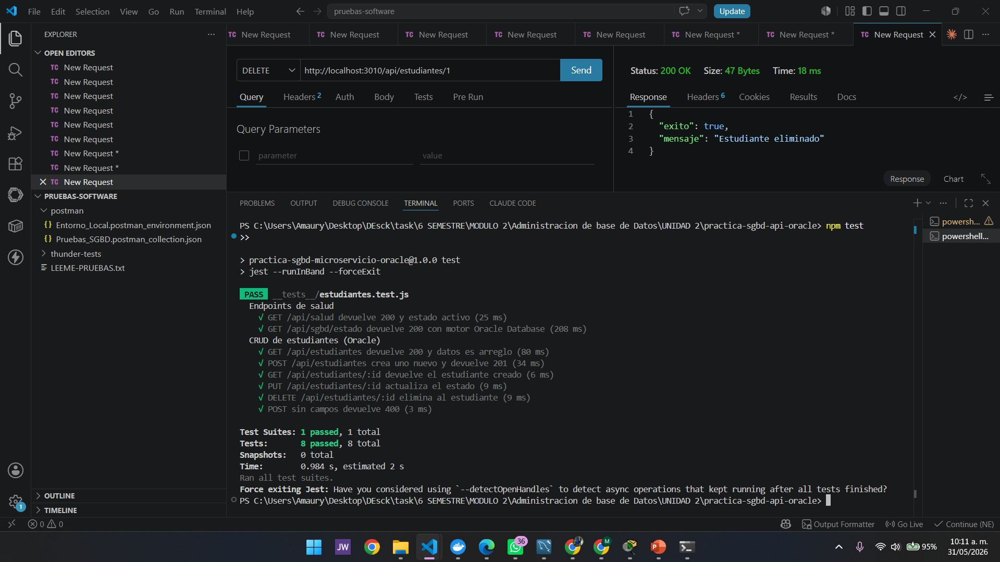 File Edit Selection View Go Run Terminal Help
pruebas-software
Update
EXPLORER
OPEN EDITORS
TC New Request
TC New Request
TC New Request
TC New Request
TC New Request
TC New Request
TC New Request *
TC New Request *
TC New Request
PRUEBAS-SOFTWARE
postman
{} Entorno_Local.postman_environment.json
{} Pruebas_SGBD.postman_collection.json
thunder-tests
LEEME-PRUEBAS.txt
OUTLINE
TIMELINE
TC New Request
TC New Request
TC New Request
TC New Request
TC New Request
TC New Request *
TC New Request *
TC New Request
DELETE
http://localhost:3010/api/estudiantes/1
Send
Query Headers 2 Auth Body Tests Pre Run
Query Parameters
parameter value
Status: 200 OK Size: 47 Bytes Time: 18 ms
Response Headers 6 Cookies Results Docs
</>
1 {
2 "exito": true,
3 "mensaje": "Estudiante eliminado"
4 }
Response Chart
PROBLEMS OUTPUT DEBUG CONSOLE TERMINAL PORTS CLAUDE CODE
PS C:\Users\Amaury\Desktop\DEsck\task\6 SEMESTRE\MODULO 2\Administracion de base de Datos\UNIDAD 2\practica-sgbd-api-oracle> npm test
>>
> practica-sgbd-microservicio-oracle@1.0.0 test
> jest --runInBand --forceExit
PASS __tests__/estudiantes.test.js
Endpoints de salud
√ GET /api/salud devuelve 200 y estado activo (25 ms)
√ GET /api/sgbd/estado devuelve 200 con motor Oracle Database (208 ms)
CRUD de estudiantes (Oracle)
√ GET /api/estudiantes devuelve 200 y datos es arreglo (80 ms)
√ POST /api/estudiantes crea uno nuevo y devuelve 201 (34 ms)
√ GET /api/estudiantes/:id devuelve el estudiante creado (6 ms)
√ PUT /api/estudiantes/:id actualiza el estado (9 ms)
√ DELETE /api/estudiantes/:id elimina al estudiante (9 ms)
√ POST sin campos devuelve 400 (3 ms)
Test Suites: 1 passed, 1 total
Tests: 8 passed, 8 total
Snapshots: 0 total
Time: 0.984 s, estimated 2 s
Ran all test suites.
Force exiting Jest: Have you considered using `--detectOpenHandles` to detect async operations that kept running after all tests finished?
PS C:\Users\Amaury\Desktop\DEsck\task\6 SEMESTRE\MODULO 2\Administracion de base de Datos\UNIDAD 2\practica-sgbd-api-oracle>
powersh...
powershell...
1
0 0
Output Formatter Go Live Continue (NE)
JW
36
M
P
95%
10:11 a. m.
31/05/2026